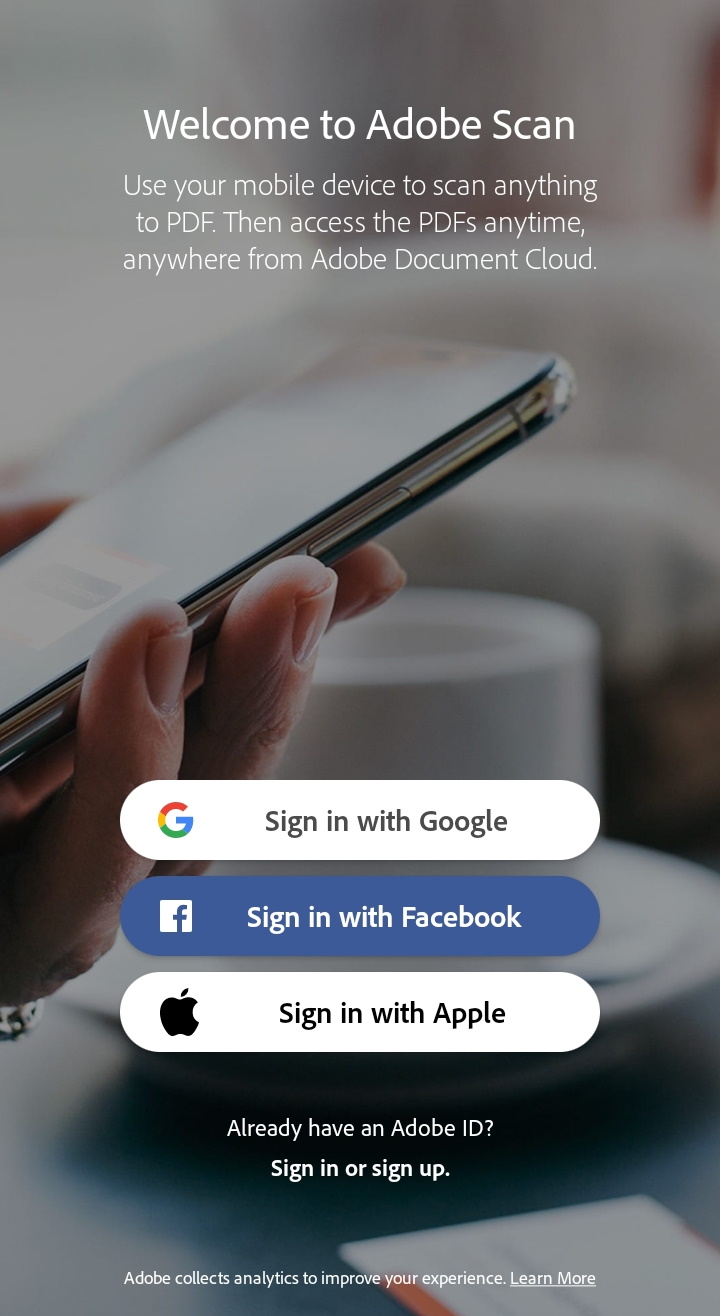 Welcome to Adobe Scan
Use your mobile device to scan anything
to PDF. Then access the PDFs anytime,
anywhere from Adobe Document Cloud.
Sign in with Google
Sign in with Facebook
Sign in with Apple
Already have an Adobe ID?
Sign in or sign up.
Adobe collects analytics to improve your experience. Learn More